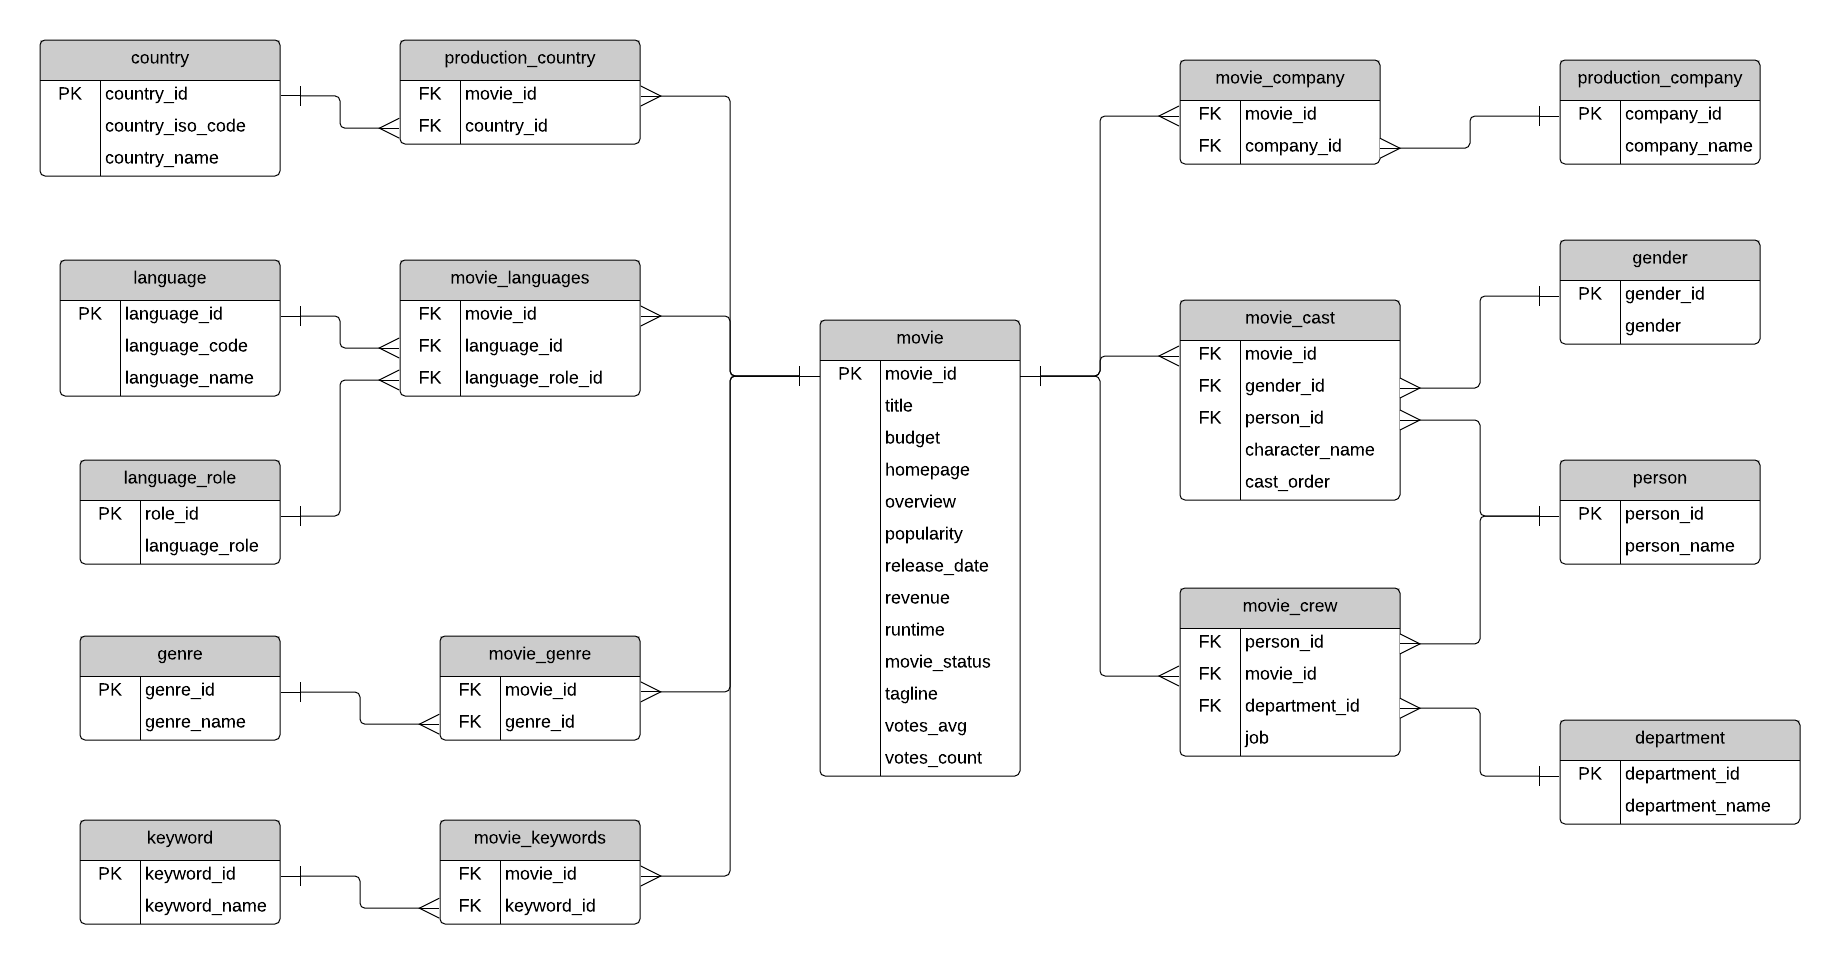 country
PK country_id
country_iso_code
country_name
production_country
FK movie_id
FK country_id
language
PK language_id
language_code
language_name
movie_languages
FK movie_id
FK language_id
FK language_role_id
language_role
PK role_id
language_role
genre
PK genre_id
genre_name
movie_genre
FK movie_id
FK genre_id
keyword
PK keyword_id
keyword_name
movie_keywords
FK movie_id
FK keyword_id
movie
PK movie_id
title
budget
homepage
overview
popularity
release_date
revenue
runtime
movie_status
tagline
votes_avg
votes_count
movie_company
FK movie_id
FK company_id
production_company
PK company_id
company_name
movie_cast
FK movie_id
FK gender_id
FK person_id
character_name
cast_order
gender
PK gender_id
gender
person
PK person_id
person_name
movie_crew
FK person_id
FK movie_id
FK department_id
job
department
PK department_id
department_name